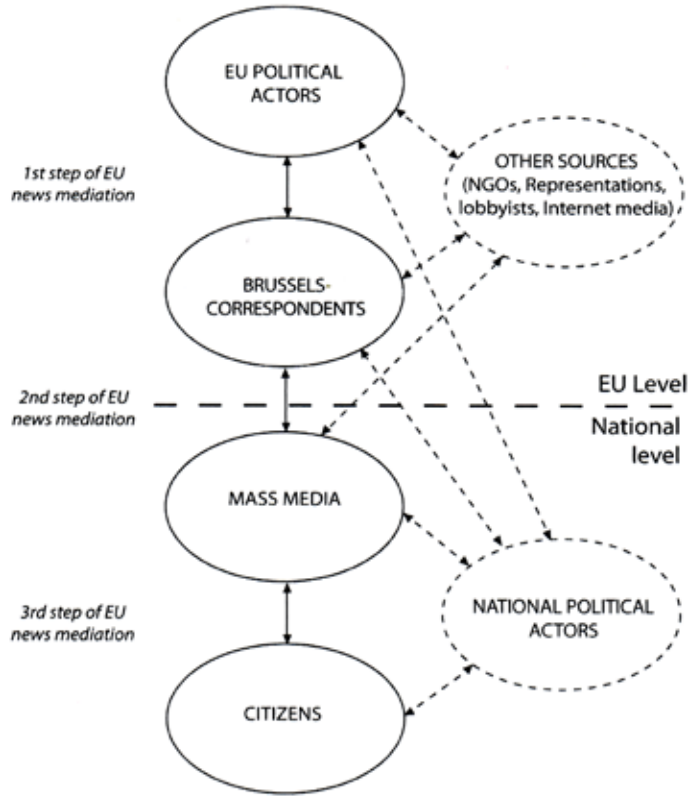 EU POLITICAL
ACTORS
1st step of EU
news mediation
OTHER SOURCES
(NGOs, Representations,
lobbyists, Internet media)
BRUSSELS-
CORRESPONDENTS
2nd step of EU
news mediation
EU Level
National
level
MASS MEDIA
3rd step of EU
news mediation
NATIONAL POLITICAL
ACTORS
CITIZENS